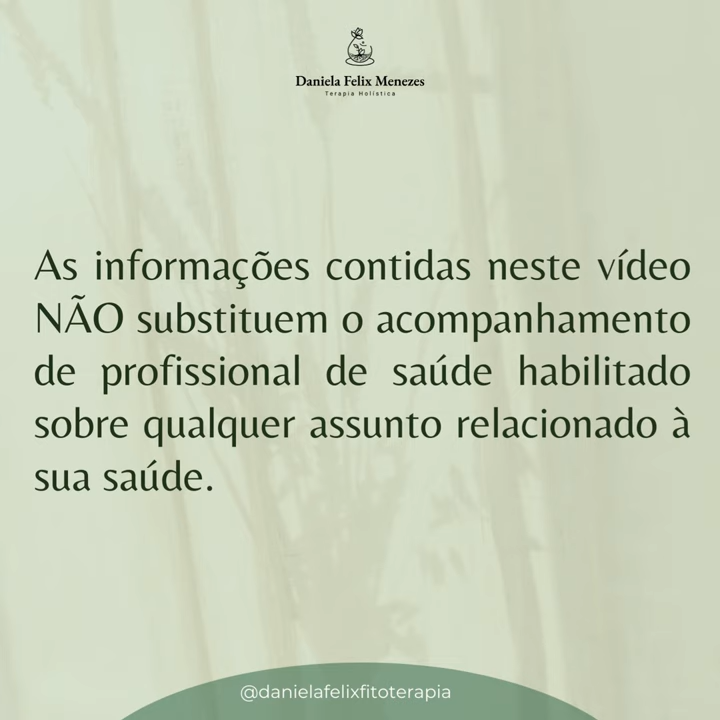 Daniela Felix Menezes
Terapia Holística
As informações contidas neste vídeo
NÃO substituem o acompanhamento
de profissional de saúde habilitado
sobre qualquer assunto relacionado à
sua saúde.
@danielafelixfitoterapia